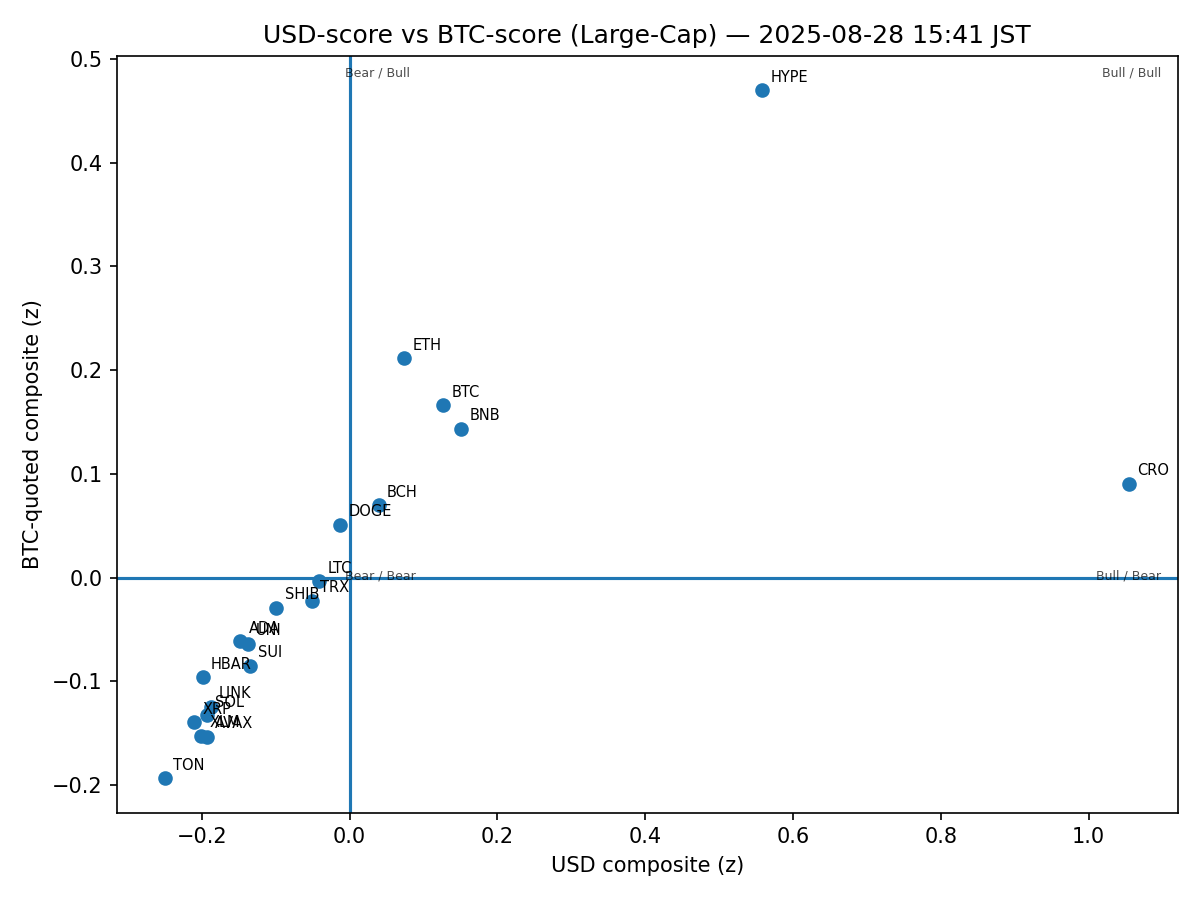 USD-score vs BTC-score (Large-Cap) — 2025-08-28 15:41 JST
0.5
0.4
0.3
0.2
0.1
0.0
−0.1
−0.2
BTC-quoted composite (z)
Bear / Bull
Bull / Bull
HYPE
ETH
BTC
BNB
CRO
BCH
DOGE
LTC
Bear / Bear
Bull / Bear
TRX
SHIB
ADA
UNI
SUI
HBAR
LINK
SOL
XRP
XLM
AVAX
TON
−0.2
0.0
0.2
0.4
0.6
0.8
1.0
USD composite (z)